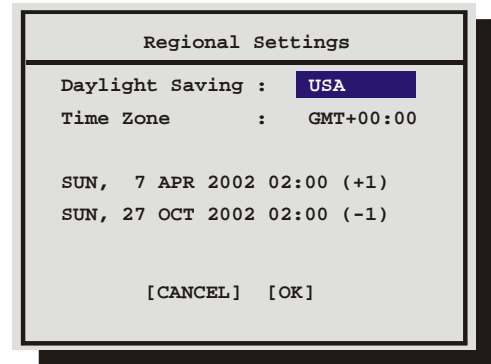 Regional Settings
Daylight Saving : USA
Time Zone : GMT+00:00
SUN, 7 APR 2002 02:00 (+1)
SUN, 27 OCT 2002 02:00 (-1)
[CANCEL] [OK]